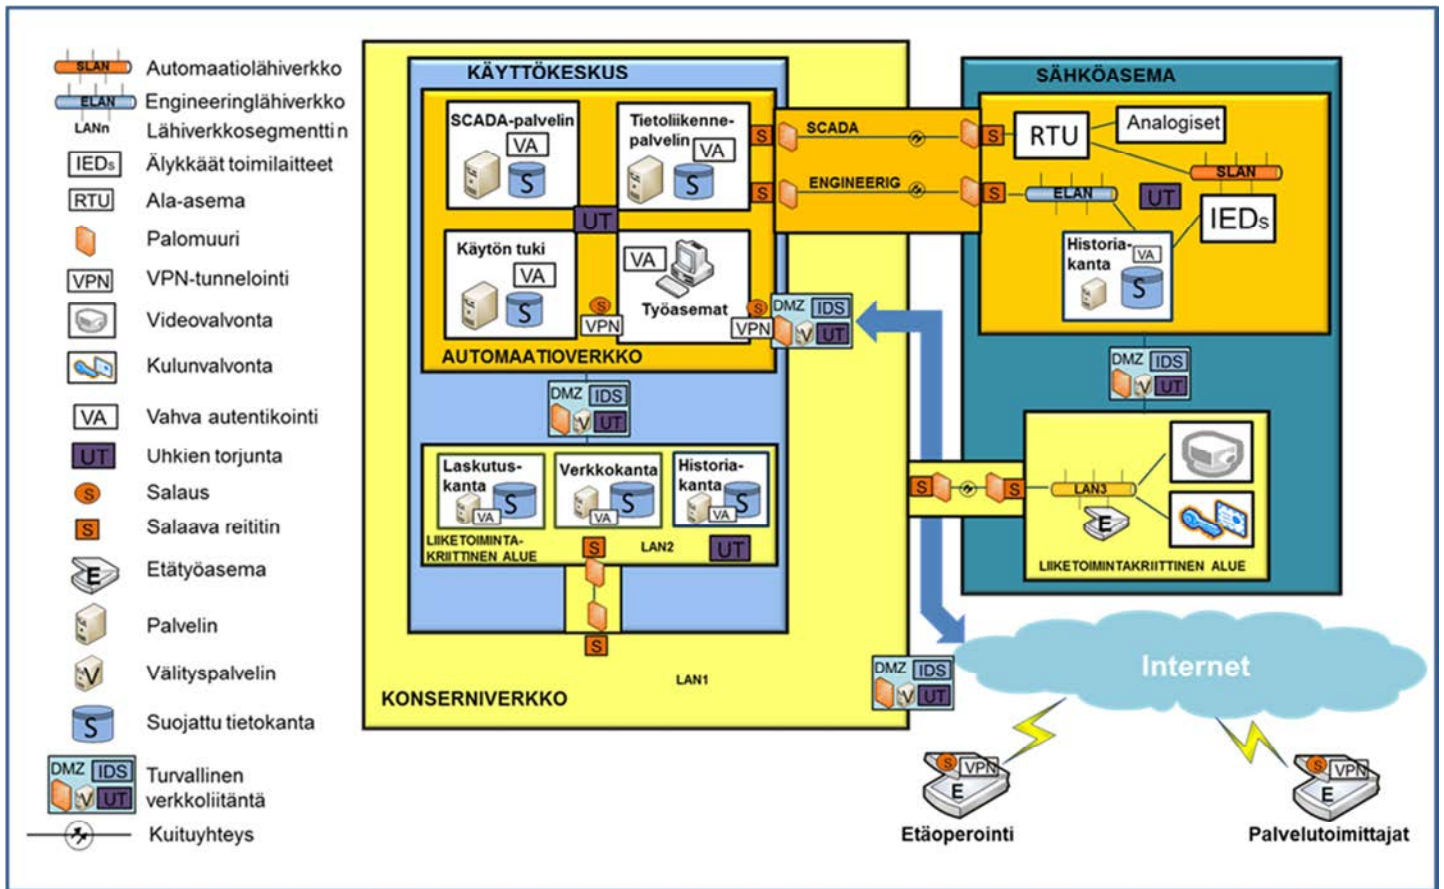 SLAN
Automaatiolähiverkko
ELAN
Engineeringlähiverkko
LANn
Lähiverkkosegmentti n
IEDs
Älykkäät toimilaitteet
RTU
Ala-asema
Palomuuri
VPN
VPN-tunnelointi
Videovalvonta
Kulunvalvonta
VA
Vahva autentikointi
UT
Uhkien torjunta
S
Salaus
S
Salaava reititin
E
Etätyöasema
Palvelin
V
Välityspalvelin
S
Suojattu tietokanta
DMZ
IDS
V
UT
Turvallinen
verkkoliitäntä
Kuituyhteys
KÄYTTÖKESKUS
SCADA-palvelin
VA
S
Tietoliikenne-
palvelin
VA
S
UT
Käytön tuki
VA
S
VA
Työasemat
S
VPN
S
VPN
AUTOMAATIOVERKKO
DMZ
IDS
V
UT
DMZ
IDS
V
UT
Laskutus-
kanta
S
VA
Verkkokanta
S
VA
Historia-
kanta
S
VA
LIIKETOIMINTA-
KRIITTINEN ALUE
S
LAN2
UT
S
LAN1
KONSERNIVERKKO
DMZ
IDS
V
UT
S
SCADA
S
S
ENGINEERIG
S
SÄHKÖASEMA
RTU
Analogiset
SLAN
ELAN
UT
IEDs
Historia-
kanta
VA
S
DMZ
IDS
V
UT
S
S
LAN3
E
LIIKETOIMINTAKRIITTINEN ALUE
Internet
S
VPN
E
Etäoperointi
S
VPN
E
Palvelutoimittajat